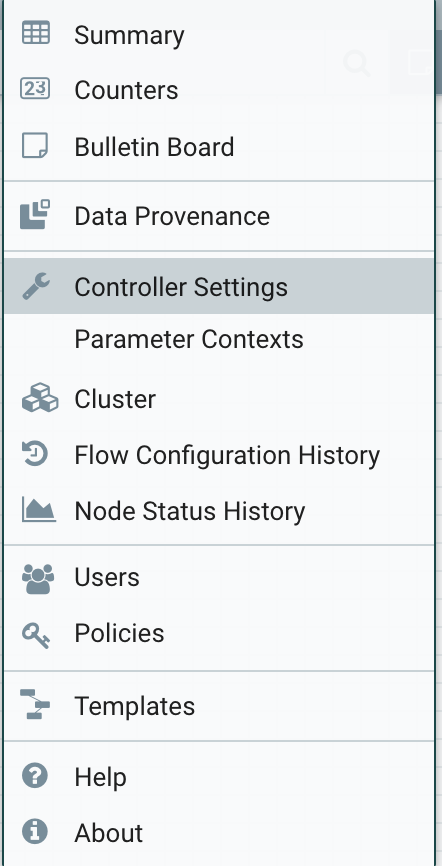 Summary
23 Counters
Bulletin Board
Data Provenance
Controller Settings
Parameter Contexts
Cluster
Flow Configuration History
Node Status History
Users
Policies
Templates
? Help
i About